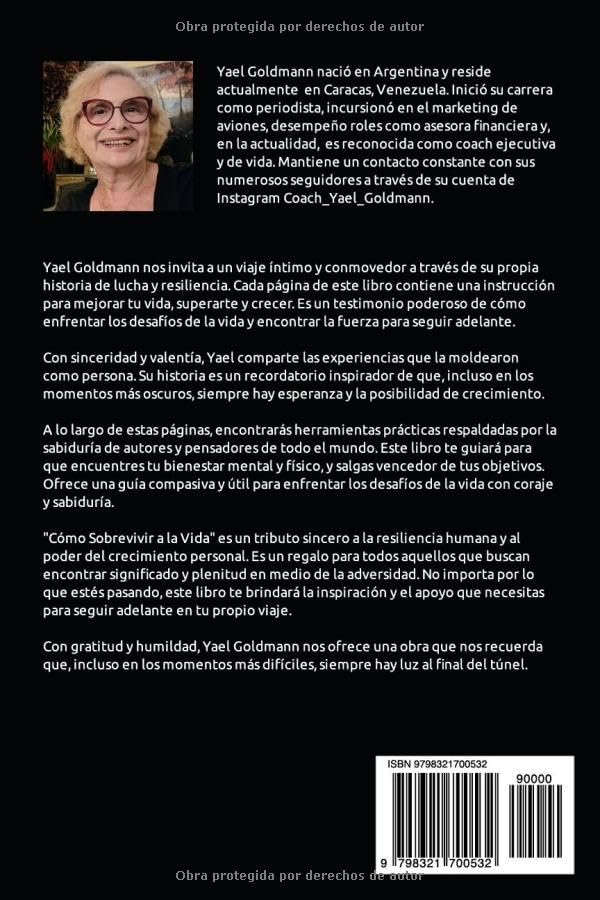 Obra protegida por derechos de autor
Yael Goldmann nació en Argentina y reside
actualmente en Caracas, Venezuela. Inició su carrera
como periodista, incursionó en el marketing de
aviones, desempeño roles como asesora financiera y,
en la actualidad, es reconocida como coach ejecutiva
y de vida. Mantiene un contacto constante con sus
numerosos seguidores a través de su cuenta de
Instagram Coach_Yael_Goldmann.
Yael Goldmann nos invita a un viaje íntimo y conmovedor a través de su propia
historia de lucha y resiliencia. Cada página de este libro contiene una instrucción
para mejorar tu vida, superarte y crecer. Es un testimonio poderoso de cómo
enfrentar los desafíos de la vida y encontrar la fuerza para seguir adelante.
Con sinceridad y valentía, Yael comparte las experiencias que la moldearon
como persona. Su historia es un recordatorio inspirador de que, incluso en los
momentos más oscuros, siempre hay esperanza y la posibilidad de crecimiento.
A lo largo de estas páginas, encontrarás herramientas prácticas respaldadas por la
sabiduría de autores y pensadores de todo el mundo. Este libro te guiará para
que encuentres tu bienestar mental y físico, y salgas vencedor de tus objetivos.
Ofrece una guía compasiva y útil para enfrentar los desafíos de la vida con coraje
y sabiduría.
"Cómo Sobrevivir a la Vida" es un tributo sincero a la resiliencia humana y al
poder del crecimiento personal. Es un regalo para todos aquellos que buscan
encontrar significado y plenitud en medio de la adversidad. No importa por lo
que estés pasando, este libro te brindará la inspiración y el apoyo que necesitas
para seguir adelante en tu propio viaje.
Con gratitud y humildad, Yael Goldmann nos ofrece una obra que nos recuerda
que, incluso en los momentos más difíciles, siempre hay luz al final del túnel.
ISBN 9798321700532
90000
9 798321 700532
Obra protegida por derechos de autor